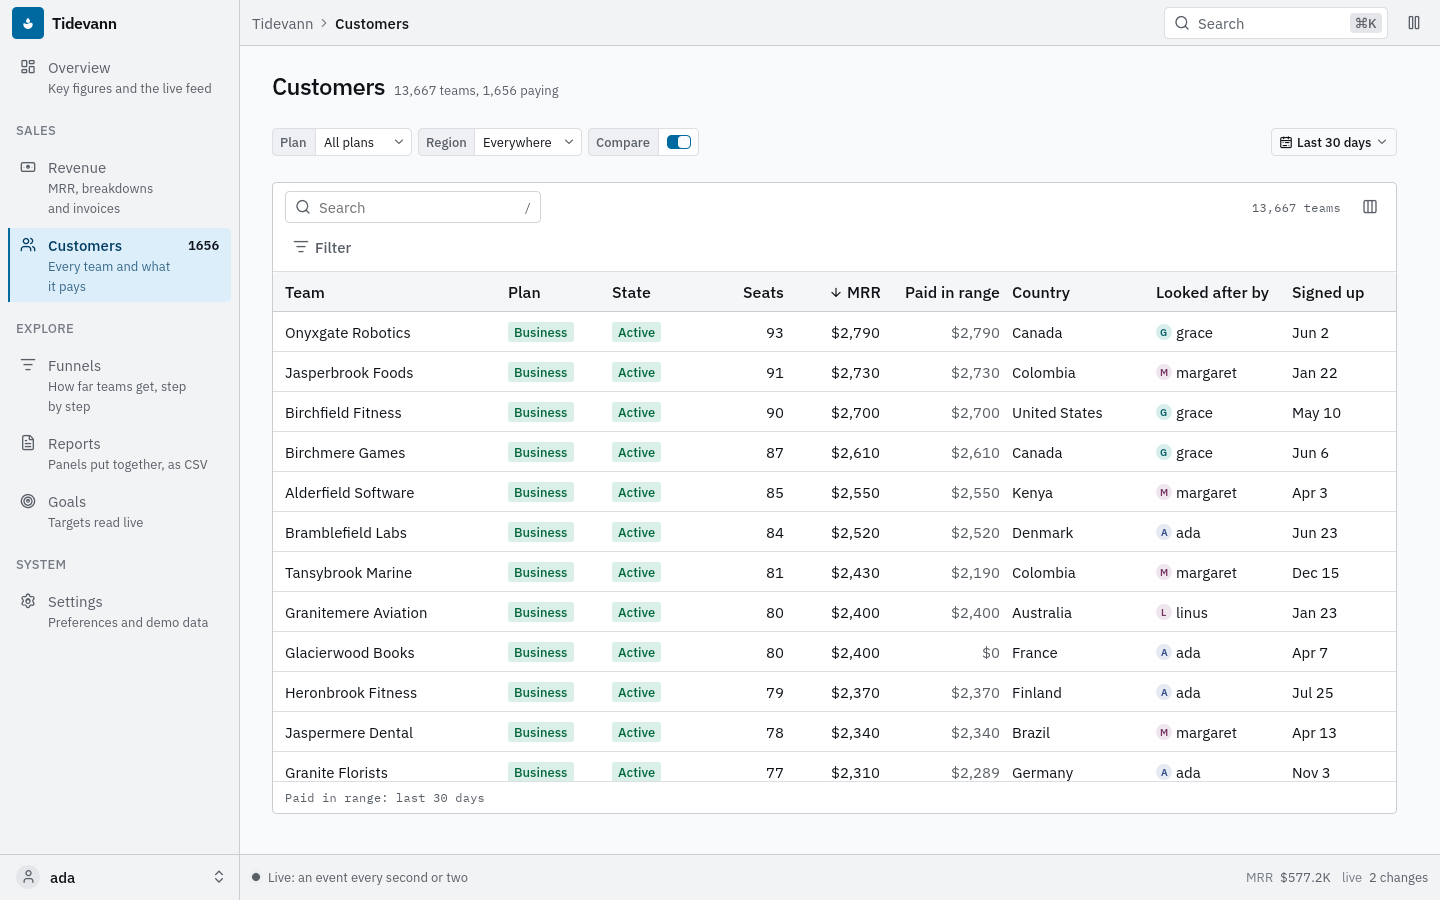 Tidevann
Overview
Key figures and the live feed
SALES
Revenue
MRR, breakdowns
and invoices
Customers 1656
Every team and what
it pays
EXPLORE
Funnels
How far teams get, step
by step
Reports
Panels put together, as CSV
Goals
Targets read live
SYSTEM
Settings
Preferences and demo data
ada
Tidevann Customers
Search ⌘K
Customers 13,667 teams, 1,656 paying
Plan All plans Region Everywhere Compare Last 30 days
Search / 13,667 teams
Filter
Team Plan State Seats MRR Paid in range Country Looked after by Signed up
Onyxgate Robotics Business Active 93 $2,790 $2,790 Canada G grace Jun 2
Jasperbrook Foods Business Active 91 $2,730 $2,730 Colombia M margaret Jan 22
Birchfield Fitness Business Active 90 $2,700 $2,700 United States G grace May 10
Birchmere Games Business Active 87 $2,610 $2,610 Canada G grace Jun 6
Alderfield Software Business Active 85 $2,550 $2,550 Kenya M margaret Apr 3
Bramblefield Labs Business Active 84 $2,520 $2,520 Denmark A ada Jun 23
Tansybrook Marine Business Active 81 $2,430 $2,190 Colombia M margaret Dec 15
Granitemere Aviation Business Active 80 $2,400 $2,400 Australia L linus Jan 23
Glacierwood Books Business Active 80 $2,400 $0 France A ada Apr 7
Heronbrook Fitness Business Active 79 $2,370 $2,370 Finland A ada Jul 25
Jaspermere Dental Business Active 78 $2,340 $2,340 Brazil M margaret Apr 13
Granite Florists Business Active 77 $2,310 $2,289 Germany A ada Nov 3
Paid in range: last 30 days
Live: an event every second or two
MRR $577.2K live 2 changes